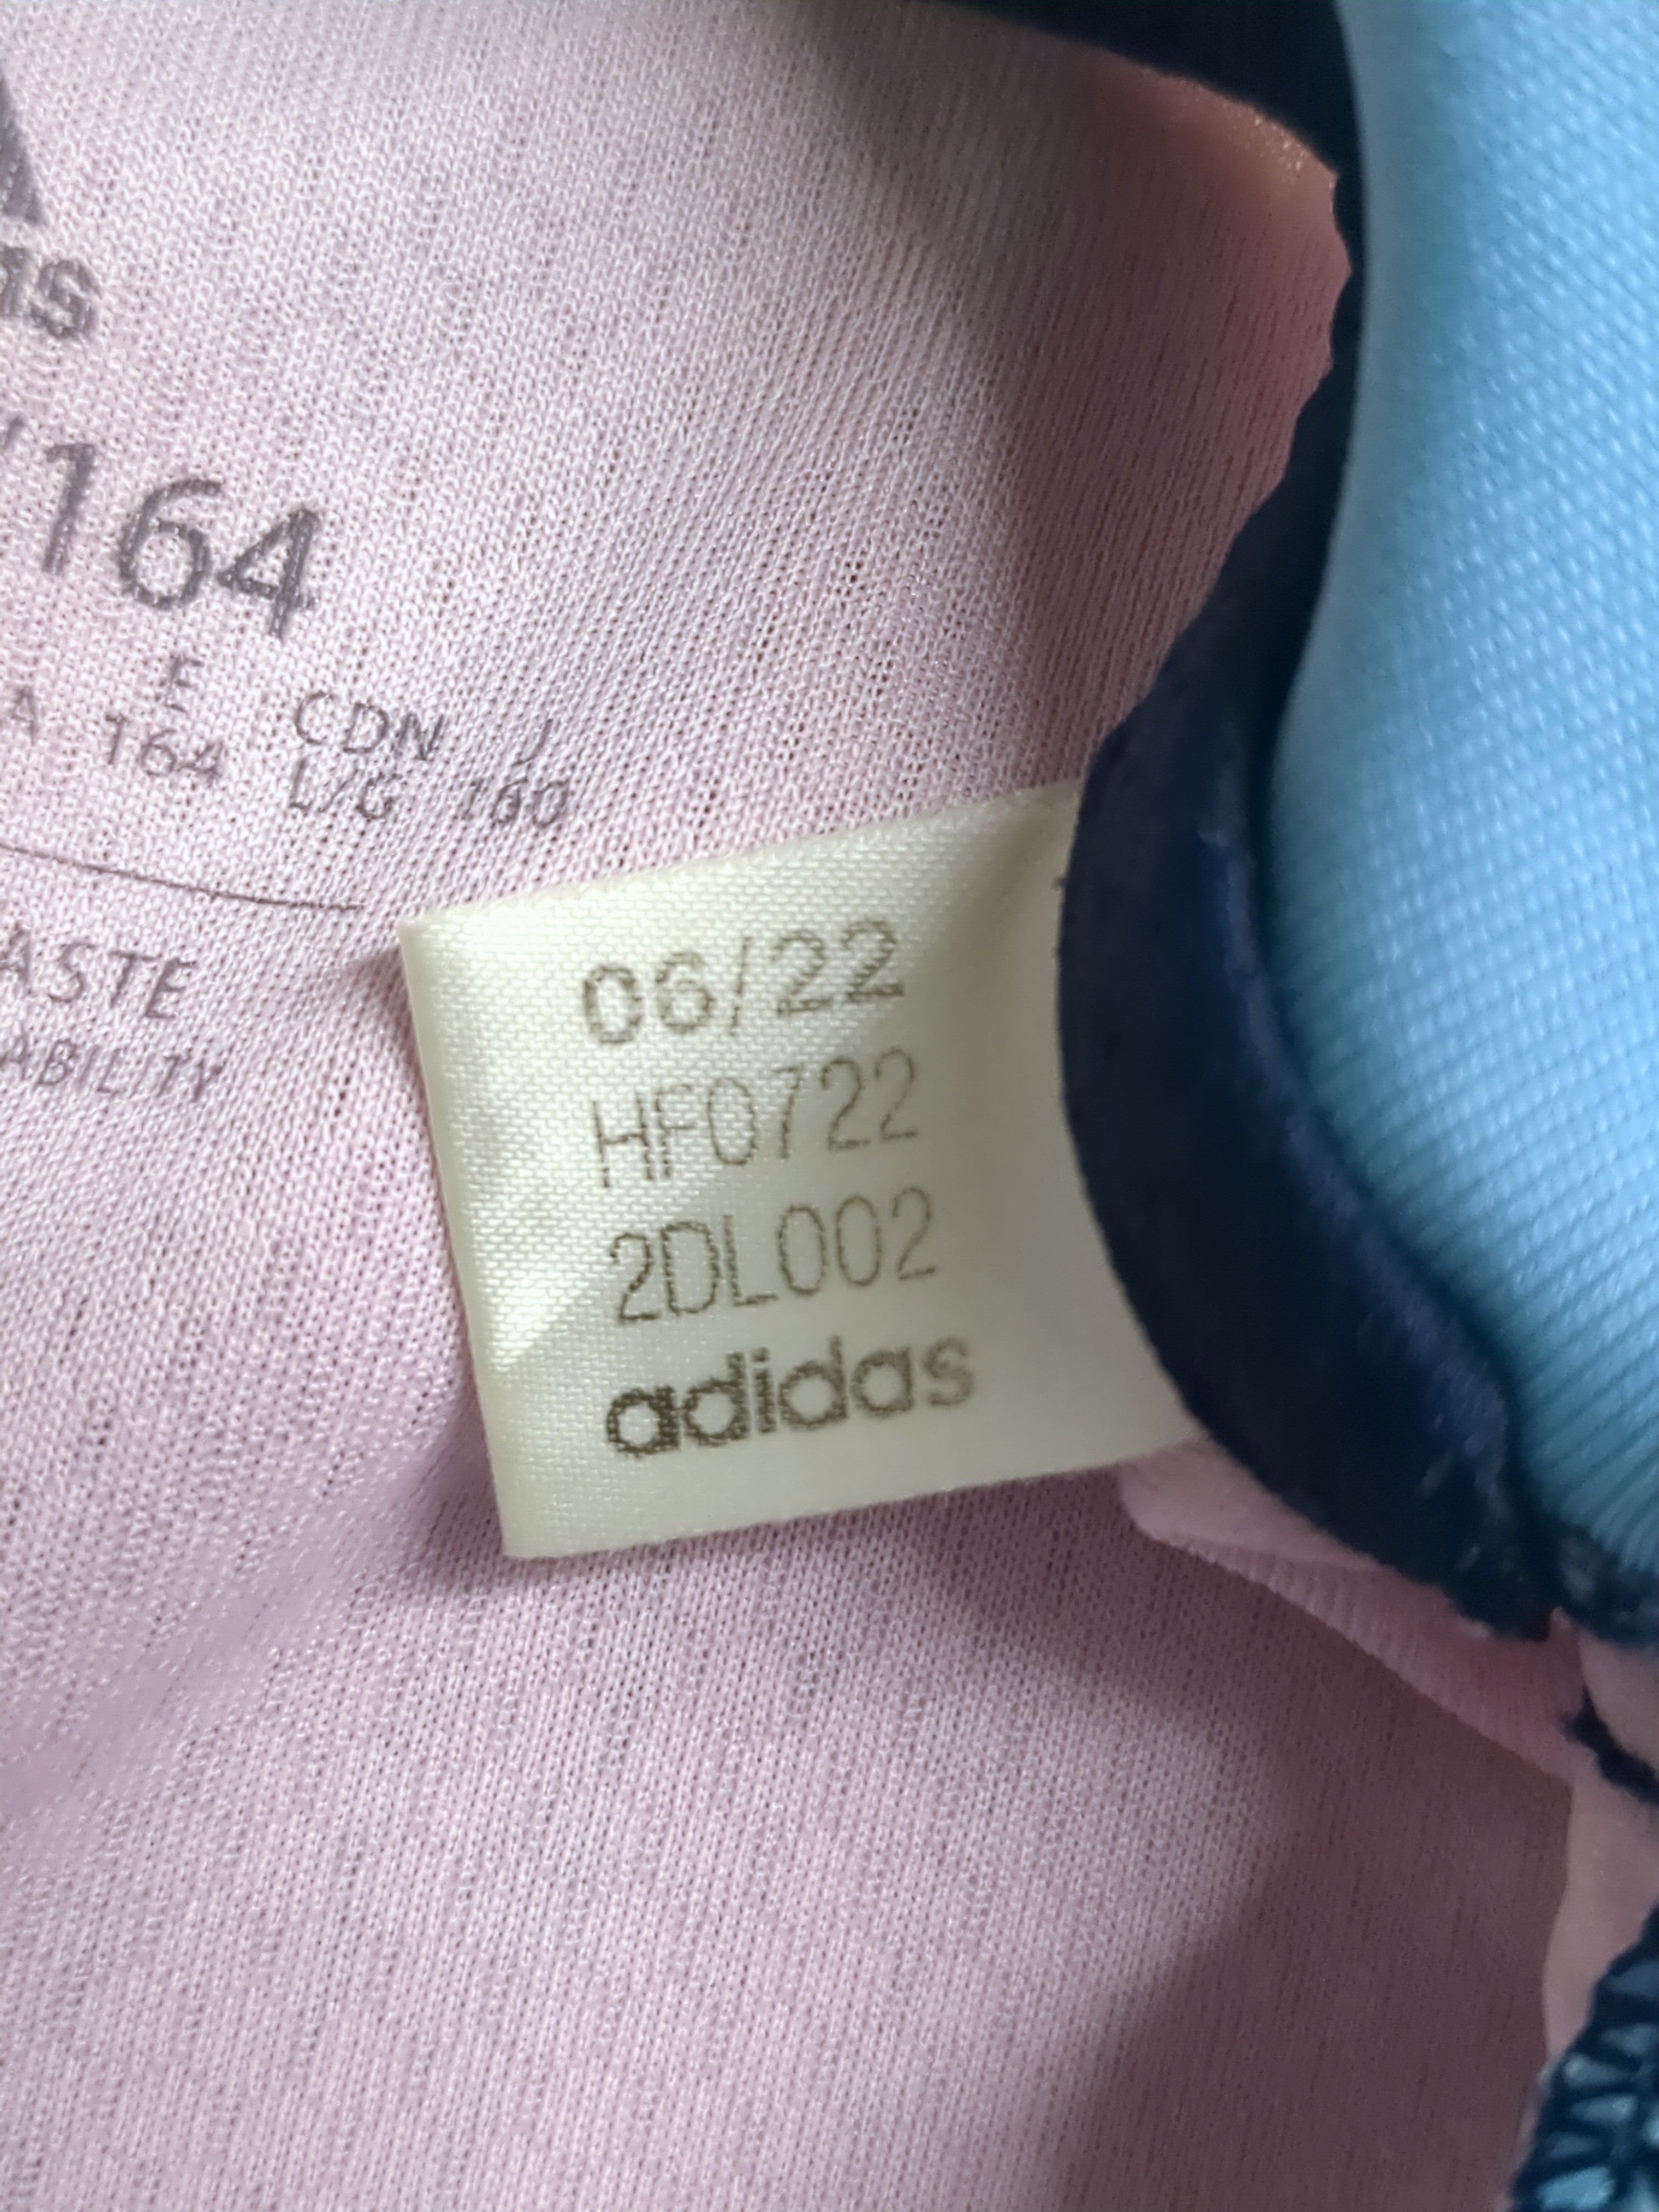 164
F CDN J
A 164 L/G 160
ASTE
ABILITY
06/22
HF0722
2DL002
adidas